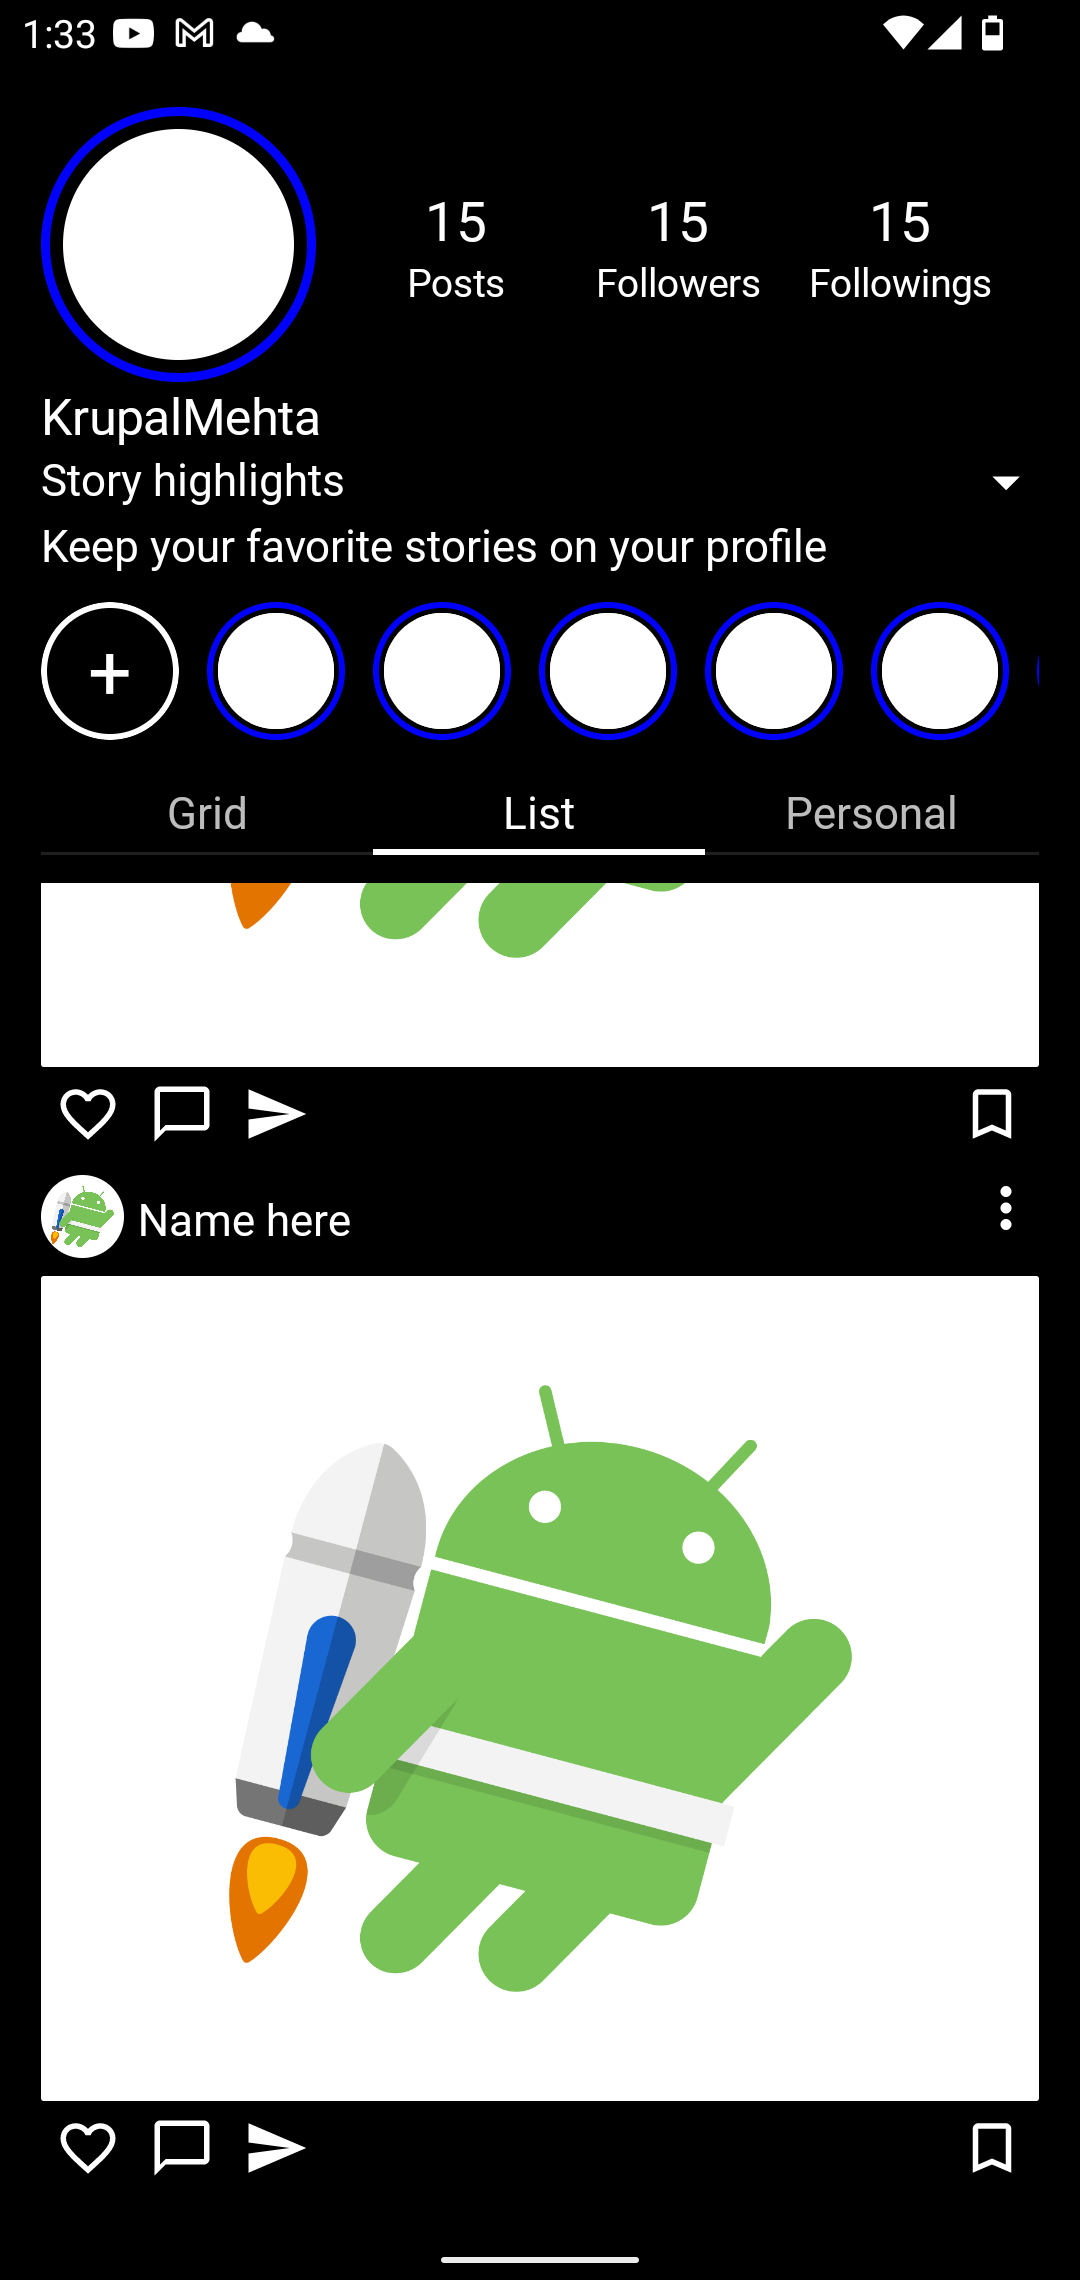 1:33
15 15 15
Posts Followers Followings
KrupalMehta
Story highlights
Keep your favorite stories on your profile
+
Grid List Personal
Name here